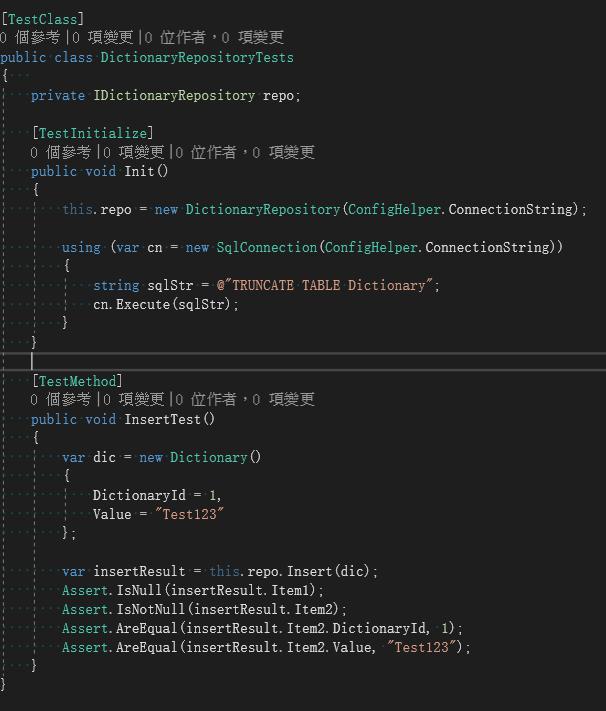 [TestClass]
0 個參考|0 項變更|0 位作者，0 項變更
public class DictionaryRepositoryTests
{
private IDictionaryRepository repo;
[TestInitialize]
0 個參考|0 項變更|0 位作者，0 項變更
public void Init()
{
this.repo = new DictionaryRepository(ConfigHelper.ConnectionString);
using (var cn = new SqlConnection(ConfigHelper.ConnectionString))
{
string sqlStr = @"TRUNCATE TABLE Dictionary";
cn.Execute(sqlStr);
}
}
[TestMethod]
0 個參考|0 項變更|0 位作者，0 項變更
public void InsertTest()
{
var dic = new Dictionary()
{
DictionaryId = 1,
Value = "Test123"
};
var insertResult = this.repo.Insert(dic);
Assert.IsNull(insertResult.Item1);
Assert.IsNotNull(insertResult.Item2);
Assert.AreEqual(insertResult.Item2.DictionaryId, 1);
Assert.AreEqual(insertResult.Item2.Value, "Test123");
}
}